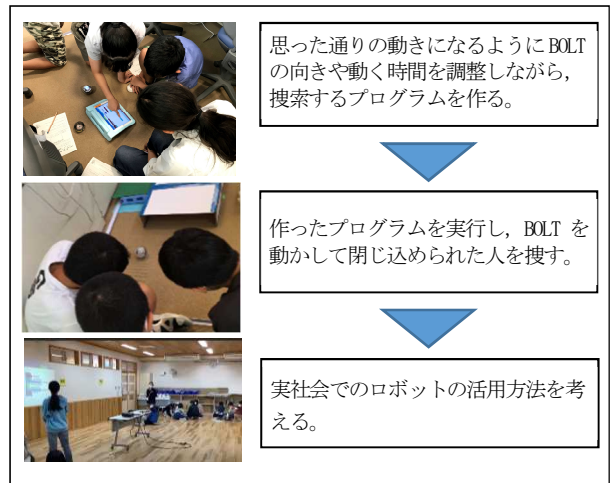 思った通りの動きになるように BOLT
の向きや動く時間を調整しながら，
捜索するプログラムを作る。
作ったプログラムを実行し，BOLT を
動かして閉じ込められた人を捜す。
実社会でのロボットの活用方法を考
える。